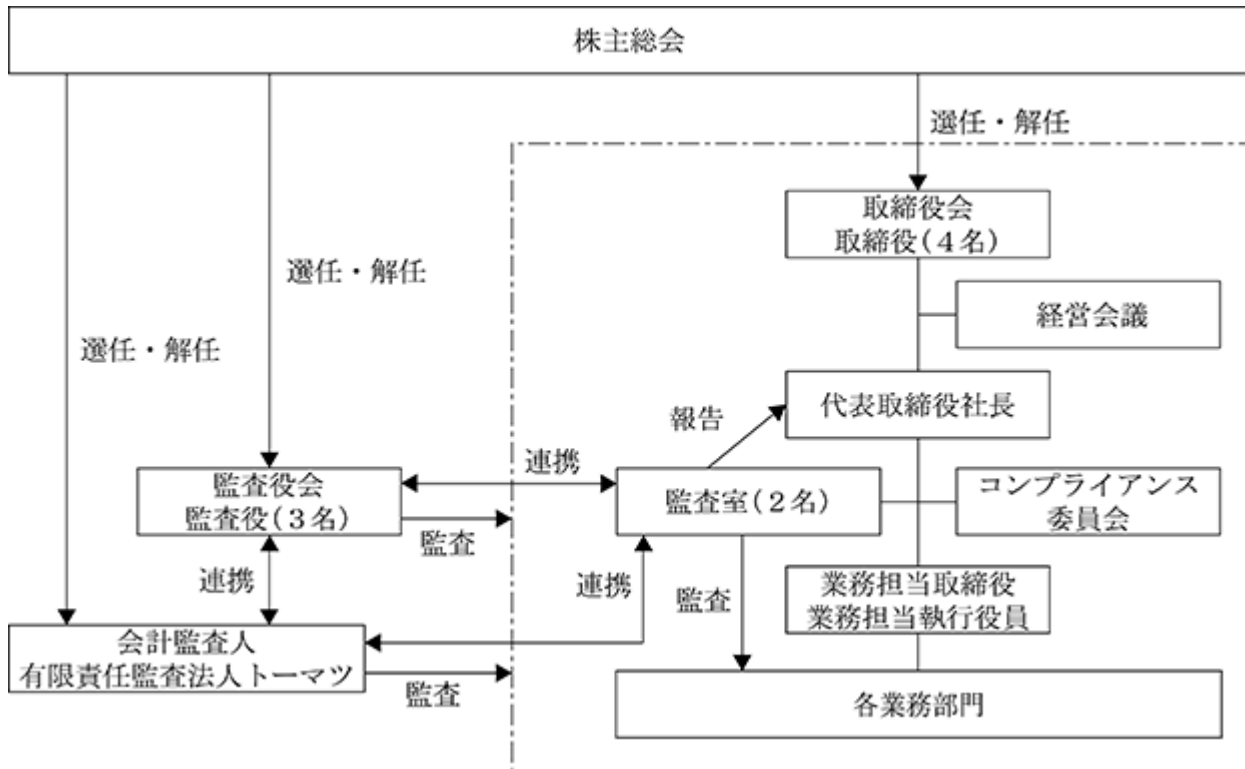 株主総会
選任・解任
取締役会
取締役(4名)
選任・解任
経営会議
選任・解任
代表取締役社長
報告
連携
監査役会
監査役(3名)
監査室(2名)
コンプライアンス
委員会
監査
連携
連携
監査
業務担当取締役
業務担当執行役員
会計監査人
有限責任監査法人トーマツ
監査
各業務部門